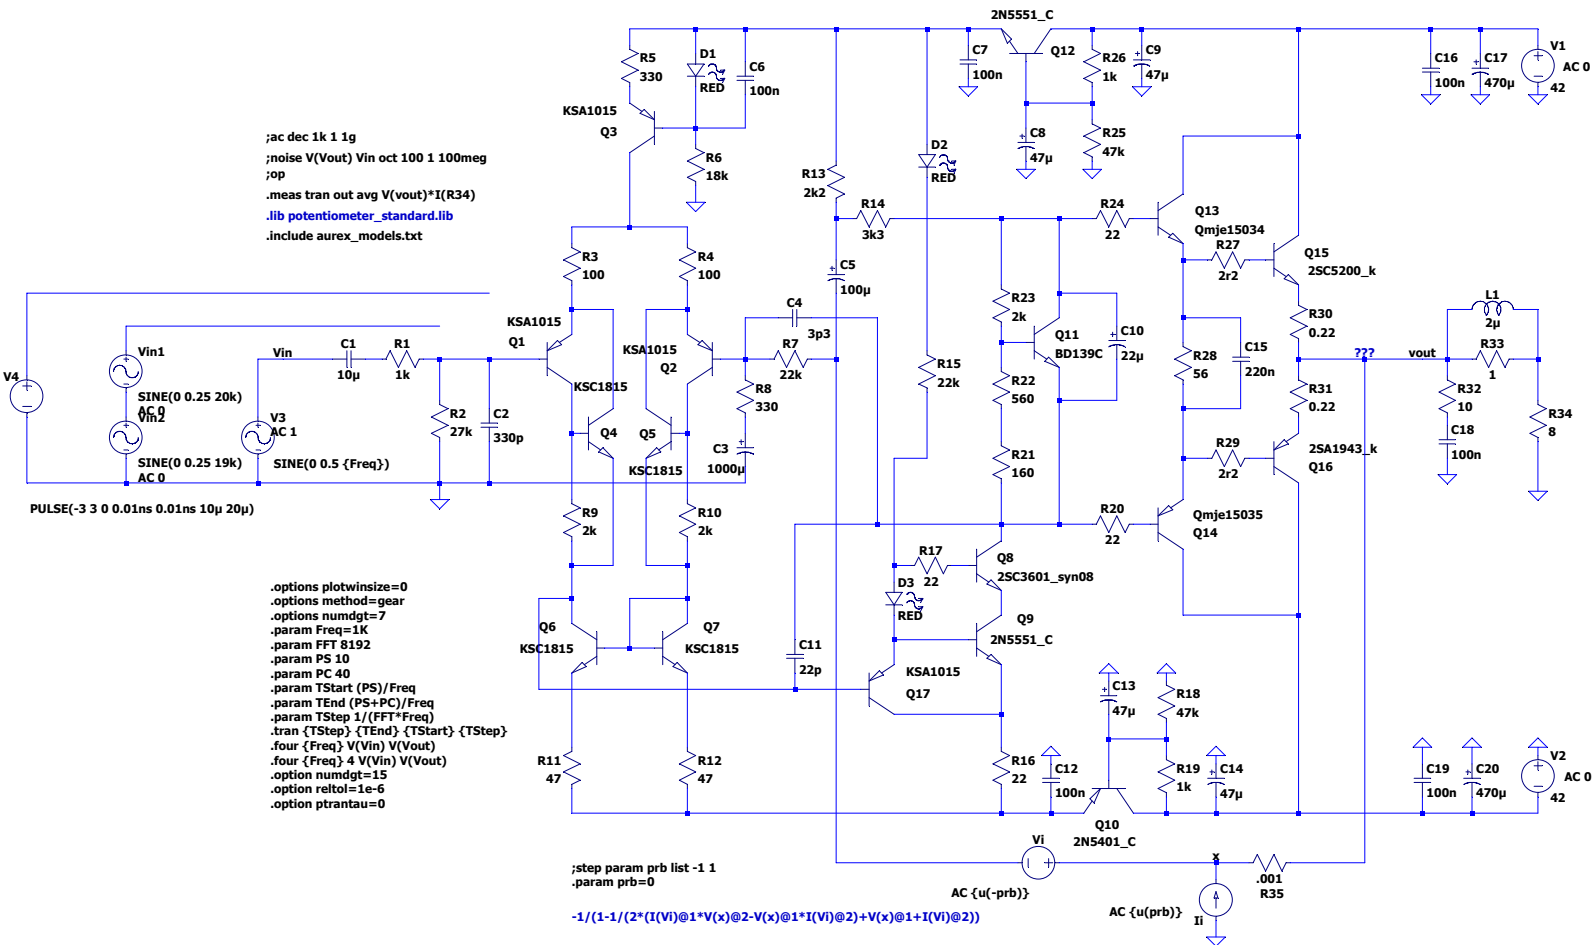 2N5551_C
Q12
R5
330
D1
RED
C6
100n
C7
100n
R26
1k
C9
47µ
C16
100n
C17
470µ
V1
AC 0
42
KSA1015
Q3
;ac dec 1k 1 1g
;noise V(Vout) Vin oct 100 1 100meg
;op
.meas tran out avg V(vout)*I(R34)
.lib potentiometer_standard.lib
.include aurex_models.txt
R6
18k
R13
2k2
D2
RED
C8
47µ
R25
47k
R14
3k3
R24
22
Q13
Qmje15034
R27
2r2
Q15
2SC5200_k
R3
100
R4
100
C5
100µ
R23
2k
Q11
BD139C
C10
22µ
R28
56
C15
220n
R30
0.22
L1
2µ
R33
1
KSA1015
Q1
KSA1015
Q2
C4
3p3
R7
22k
R15
22k
???
vout
V4
Vin1
SINE(0 0.25 20k)
AC 0
Vin2
SINE(0 0.25 19k)
AC 0
Vin
V3
AC 1
SINE(0 0.5 {Freq})
C1
10µ
R1
1k
R2
27k
C2
330p
KSC1815
Q4
Q5
KSC1815
R8
330
C3
1000µ
R22
560
R21
160
R31
0.22
R29
2r2
2SA1943_k
Q16
R32
10
C18
100n
R34
8
PULSE(-3 3 0 0.01ns 0.01ns 10µ 20µ)
R9
2k
R10
2k
R20
22
Qmje15035
Q14
R17
22
Q8
2SC3601_syn08
D3
RED
Q9
2N5551_C
.options plotwinsize=0
.options method=gear
.options numdgt=7
.param Freq=1K
.param FFT 8192
.param PS 10
.param PC 40
.param TStart (PS)/Freq
.param TEnd (PS+PC)/Freq
.param TStep 1/(FFT*Freq)
.tran {TStep} {TEnd} {TStart} {TStep}
.four {Freq} V(Vin) V(Vout)
.four {Freq} 4 V(Vin) V(Vout)
.option numdgt=15
.option reltol=1e-6
.option ptrantau=0
Q6
KSC1815
Q7
KSC1815
C11
22p
KSA1015
Q17
C13
47µ
R18
47k
R11
47
R12
47
R16
22
C12
100n
R19
1k
C14
47µ
C19
100n
C20
470µ
V2
AC 0
42
Q10
2N5401_C
Vi
AC {u(-prb)}
x
.001
R35
AC {u(prb)}
Ii
;step param prb list -1 1
.param prb=0
-1/(1-1/(2*(I(Vi)@1*V(x)@2-V(x)@1*I(Vi)@2)+V(x)@1+I(Vi)@2))